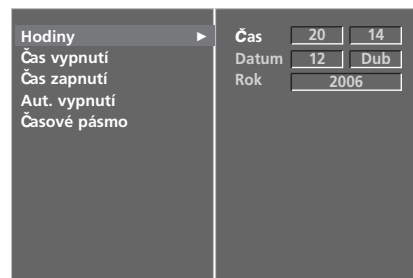 Hodiny ►
Čas vypnutí
Čas zapnutí
Aut. vypnutí
Časové pásmo
Čas 20 14
Datum 12 Dub
Rok 2006